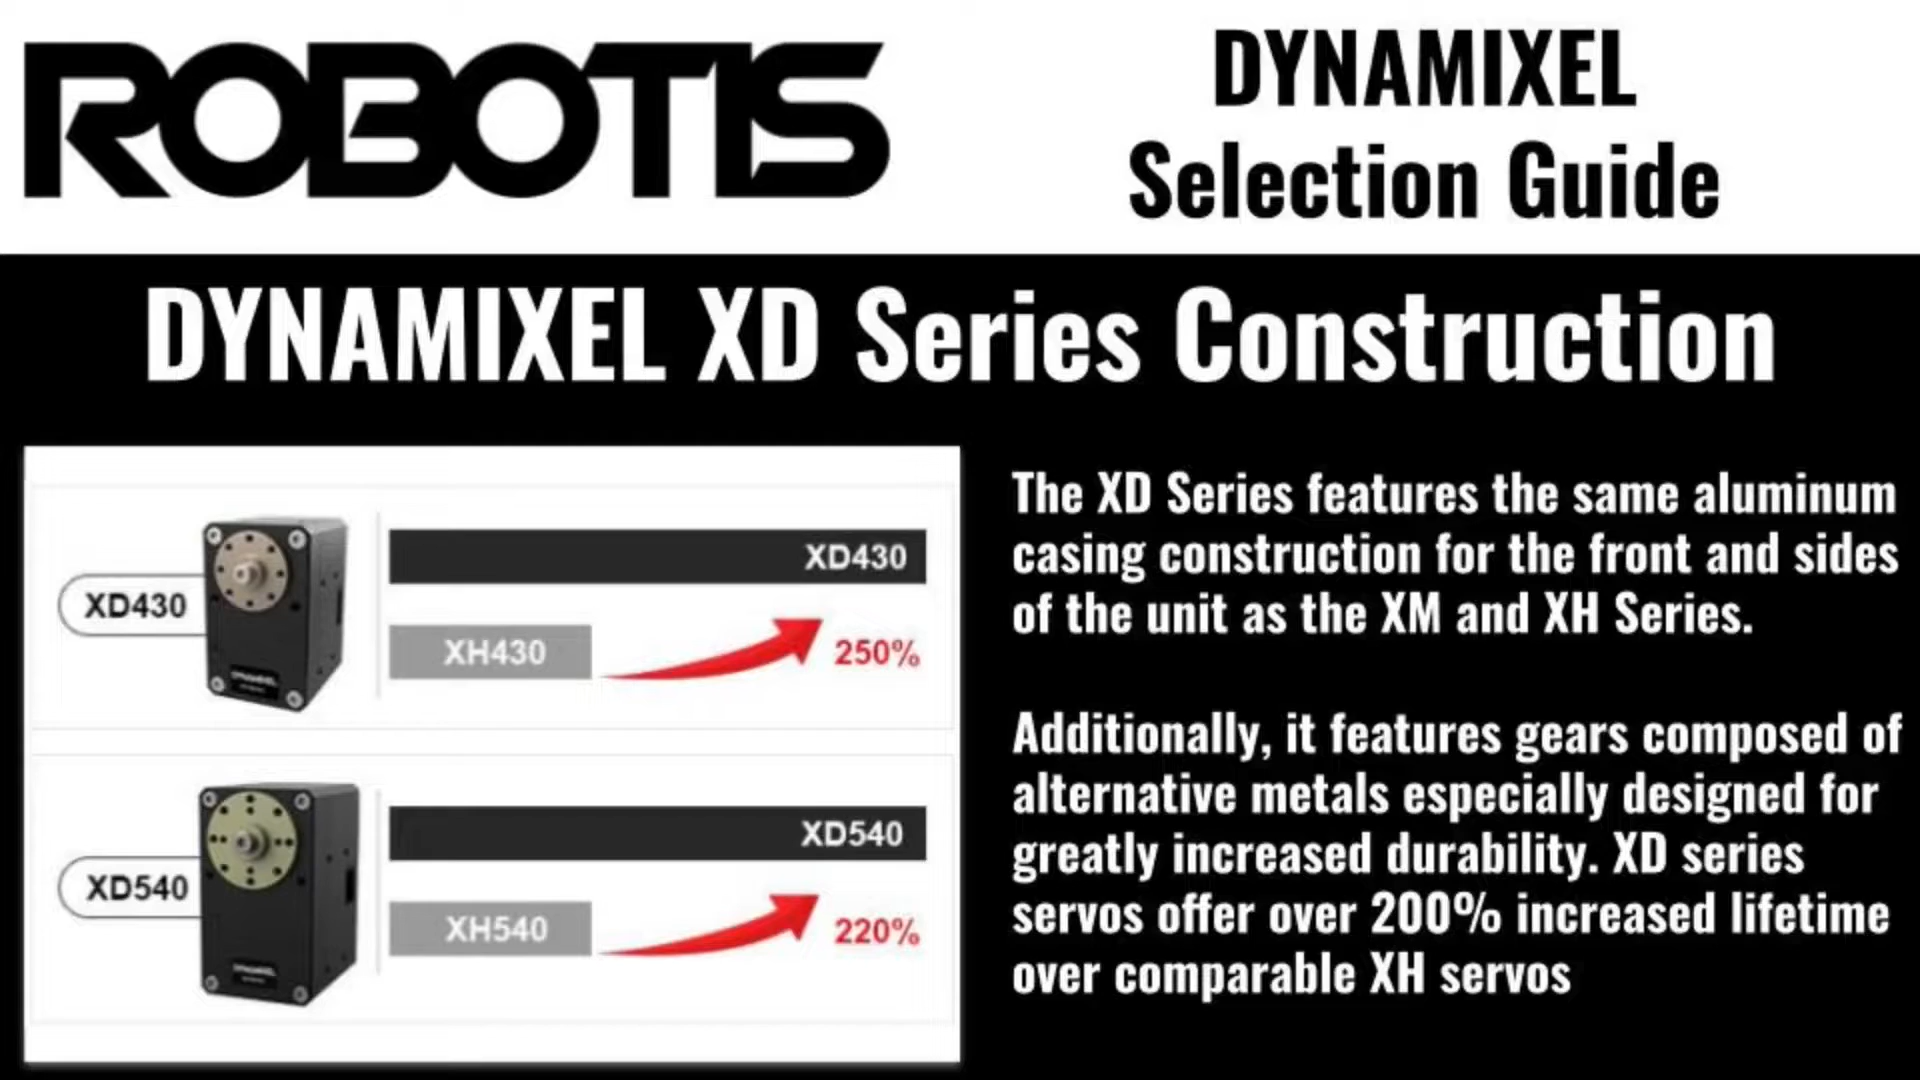 ROBOTIS
DYNAMIXEL
Selection Guide
DYNAMIXEL XD Series Construction
XD430
XD430
XH430
250%
XD540
XD540
XH540
220%
The XD Series features the same aluminum
casing construction for the front and sides
of the unit as the XM and XH Series.
Additionally, it features gears composed of
alternative metals especially designed for
greatly increased durability. XD series
servos offer over 200% increased lifetime
over comparable XH servos
DYNAMIXEL
DYNAMIXEL